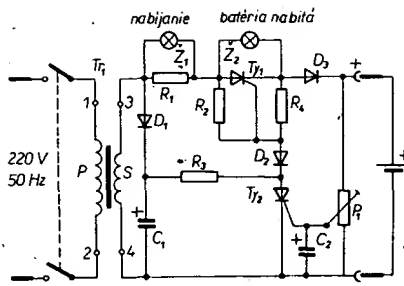 nabíjanie
batéria nabitá
Tr₁
Ž₁
Ž₂
Ty₁
D₃
+
1
3
R₁
R₂
R₄
D₁
D₂
220 V
50 Hz
P
S
R₃
Ty₂
P₁
+
+
C₁
+
C₂
2
4
−